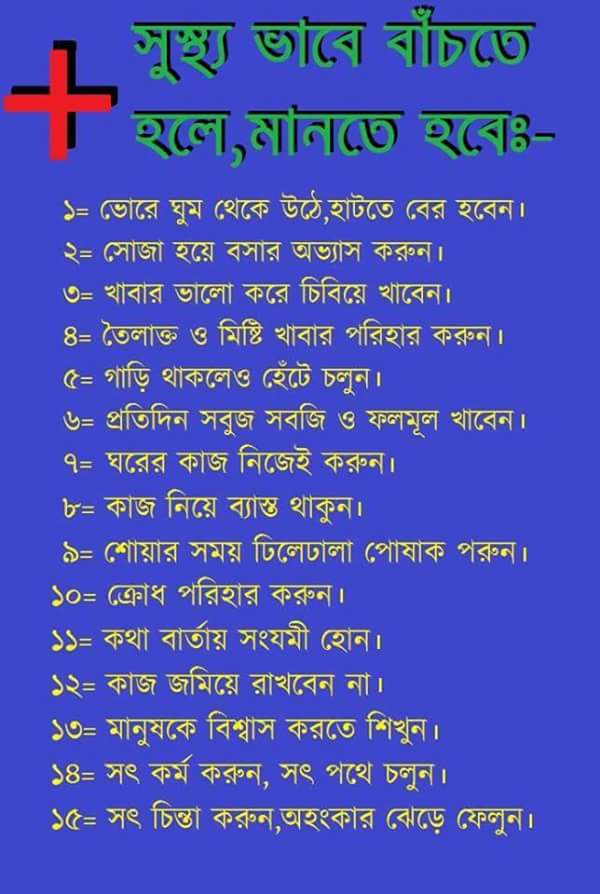 সুস্থ্য ভাবে বাঁচতে
হলে,মানতে হবেঃ-
১= ভোরে ঘুম থেকে উঠে,হাটতে বের হবেন।
২= সোজা হয়ে বসার অভ্যাস করুন।
৩= খাবার ভালো করে চিবিয়ে খাবেন।
৪= তৈলাক্ত ও মিষ্টি খাবার পরিহার করুন।
৫= গাড়ি থাকলেও হেঁটে চলুন।
৬= প্রতিদিন সবুজ সবজি ও ফলমূল খাবেন।
৭= ঘরের কাজ নিজেই করুন।
৮= কাজ নিয়ে ব্যাস্ত থাকুন।
৯= শোয়ার সময় ঢিলেঢালা পোষাক পরুন।
১০= ক্রোধ পরিহার করুন।
১১= কথা বার্তায় সংযমী হোন।
১২= কাজ জমিয়ে রাখবেন না।
১৩= মানুষকে বিশ্বাস করতে শিখুন।
১৪= সৎ কর্ম করুন, সৎ পথে চলুন।
১৫= সৎ চিন্তা করুন,অহংকার ঝেড়ে ফেলুন।